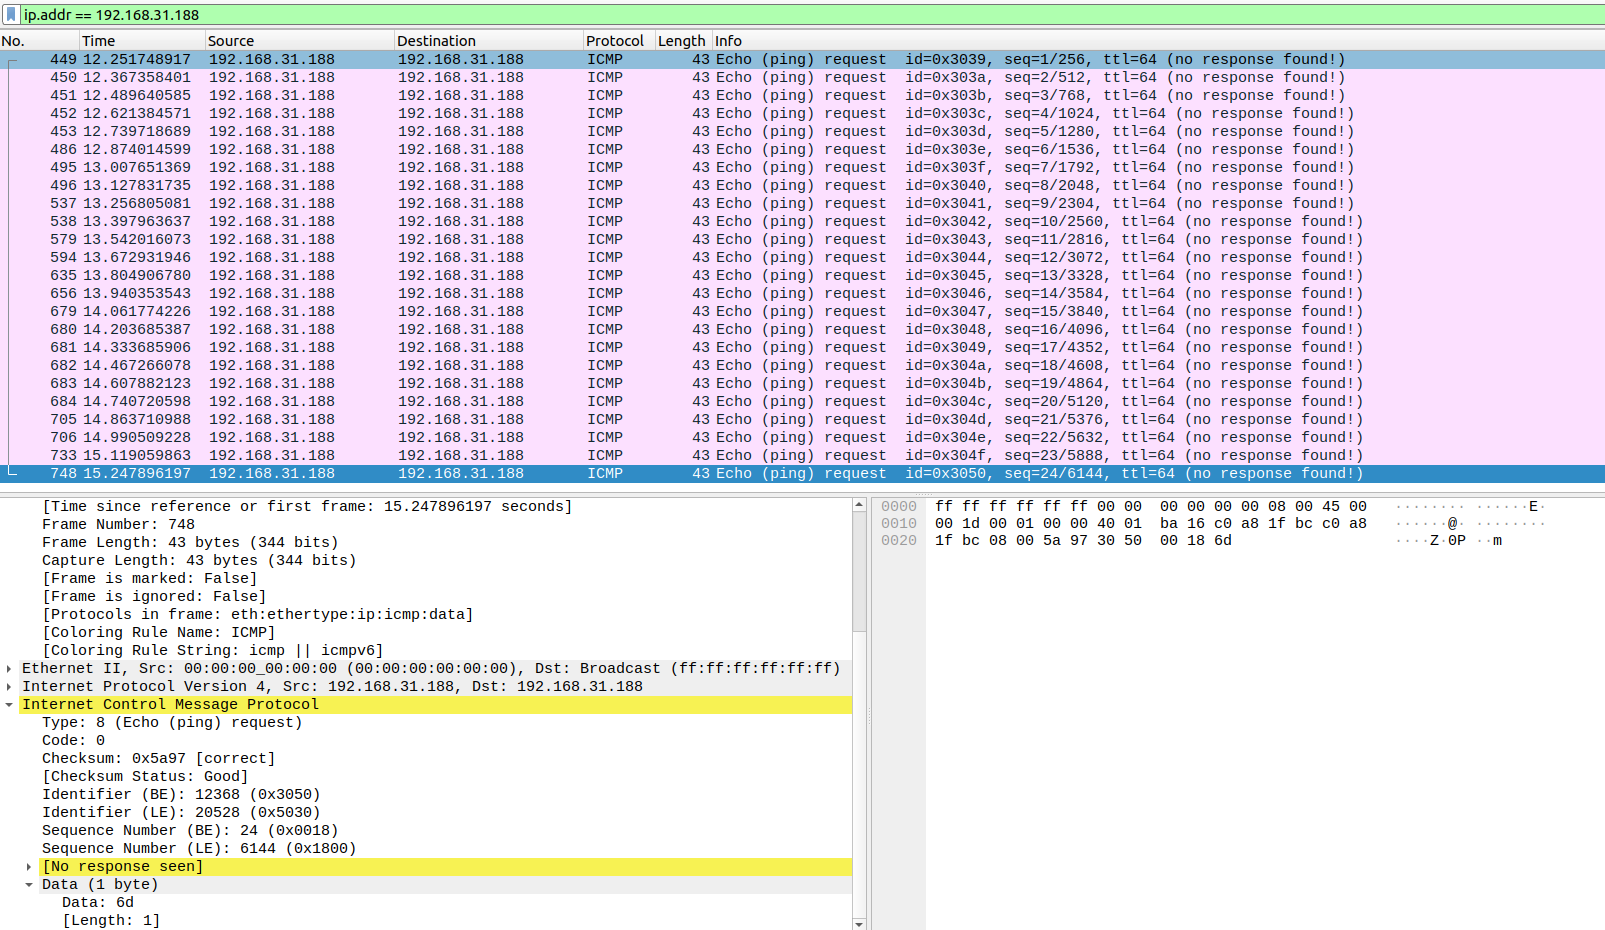 ip.addr == 192.168.31.188
No. Time Source Destination Protocol Length Info
449 12.251748917 192.168.31.188 192.168.31.188 ICMP 43 Echo (ping) request id=0x3039, seq=1/256, ttl=64 (no response found!)
450 12.367358401 192.168.31.188 192.168.31.188 ICMP 43 Echo (ping) request id=0x303a, seq=2/512, ttl=64 (no response found!)
451 12.489640585 192.168.31.188 192.168.31.188 ICMP 43 Echo (ping) request id=0x303b, seq=3/768, ttl=64 (no response found!)
452 12.621384571 192.168.31.188 192.168.31.188 ICMP 43 Echo (ping) request id=0x303c, seq=4/1024, ttl=64 (no response found!)
453 12.739718689 192.168.31.188 192.168.31.188 ICMP 43 Echo (ping) request id=0x303d, seq=5/1280, ttl=64 (no response found!)
486 12.874014599 192.168.31.188 192.168.31.188 ICMP 43 Echo (ping) request id=0x303e, seq=6/1536, ttl=64 (no response found!)
495 13.007651369 192.168.31.188 192.168.31.188 ICMP 43 Echo (ping) request id=0x303f, seq=7/1792, ttl=64 (no response found!)
496 13.127831735 192.168.31.188 192.168.31.188 ICMP 43 Echo (ping) request id=0x3040, seq=8/2048, ttl=64 (no response found!)
537 13.256805081 192.168.31.188 192.168.31.188 ICMP 43 Echo (ping) request id=0x3041, seq=9/2304, ttl=64 (no response found!)
538 13.397963637 192.168.31.188 192.168.31.188 ICMP 43 Echo (ping) request id=0x3042, seq=10/2560, ttl=64 (no response found!)
579 13.542016073 192.168.31.188 192.168.31.188 ICMP 43 Echo (ping) request id=0x3043, seq=11/2816, ttl=64 (no response found!)
594 13.672931946 192.168.31.188 192.168.31.188 ICMP 43 Echo (ping) request id=0x3044, seq=12/3072, ttl=64 (no response found!)
635 13.804906780 192.168.31.188 192.168.31.188 ICMP 43 Echo (ping) request id=0x3045, seq=13/3328, ttl=64 (no response found!)
656 13.940353543 192.168.31.188 192.168.31.188 ICMP 43 Echo (ping) request id=0x3046, seq=14/3584, ttl=64 (no response found!)
679 14.061774226 192.168.31.188 192.168.31.188 ICMP 43 Echo (ping) request id=0x3047, seq=15/3840, ttl=64 (no response found!)
680 14.203685387 192.168.31.188 192.168.31.188 ICMP 43 Echo (ping) request id=0x3048, seq=16/4096, ttl=64 (no response found!)
681 14.333685906 192.168.31.188 192.168.31.188 ICMP 43 Echo (ping) request id=0x3049, seq=17/4352, ttl=64 (no response found!)
682 14.467266078 192.168.31.188 192.168.31.188 ICMP 43 Echo (ping) request id=0x304a, seq=18/4608, ttl=64 (no response found!)
683 14.607882123 192.168.31.188 192.168.31.188 ICMP 43 Echo (ping) request id=0x304b, seq=19/4864, ttl=64 (no response found!)
684 14.740720598 192.168.31.188 192.168.31.188 ICMP 43 Echo (ping) request id=0x304c, seq=20/5120, ttl=64 (no response found!)
705 14.863710988 192.168.31.188 192.168.31.188 ICMP 43 Echo (ping) request id=0x304d, seq=21/5376, ttl=64 (no response found!)
706 14.990509228 192.168.31.188 192.168.31.188 ICMP 43 Echo (ping) request id=0x304e, seq=22/5632, ttl=64 (no response found!)
733 15.119059863 192.168.31.188 192.168.31.188 ICMP 43 Echo (ping) request id=0x304f, seq=23/5888, ttl=64 (no response found!)
748 15.247896197 192.168.31.188 192.168.31.188 ICMP 43 Echo (ping) request id=0x3050, seq=24/6144, ttl=64 (no response found!)
[Time since reference or first frame: 15.247896197 seconds]
Frame Number: 748
Frame Length: 43 bytes (344 bits)
Capture Length: 43 bytes (344 bits)
[Frame is marked: False]
[Frame is ignored: False]
[Protocols in frame: eth:ethertype:ip:icmp:data]
[Coloring Rule Name: ICMP]
[Coloring Rule String: icmp || icmpv6]
Ethernet II, Src: 00:00:00_00:00:00 (00:00:00:00:00:00), Dst: Broadcast (ff:ff:ff:ff:ff:ff)
Internet Protocol Version 4, Src: 192.168.31.188, Dst: 192.168.31.188
Internet Control Message Protocol
Type: 8 (Echo (ping) request)
Code: 0
Checksum: 0x5a97 [correct]
[Checksum Status: Good]
Identifier (BE): 12368 (0x3050)
Identifier (LE): 20528 (0x5030)
Sequence Number (BE): 24 (0x0018)
Sequence Number (LE): 6144 (0x1800)
[No response seen]
Data (1 byte)
Data: 6d
[Length: 1]
0000 ff ff ff ff ff ff 00 00 00 00 00 00 08 00 45 00 ········ ······E·
0010 00 1d 00 01 00 00 40 01 ba 16 c0 a8 1f bc c0 a8 ······@· ········
0020 1f bc 08 00 5a 97 30 50 00 18 6d ····Z·0P ··m